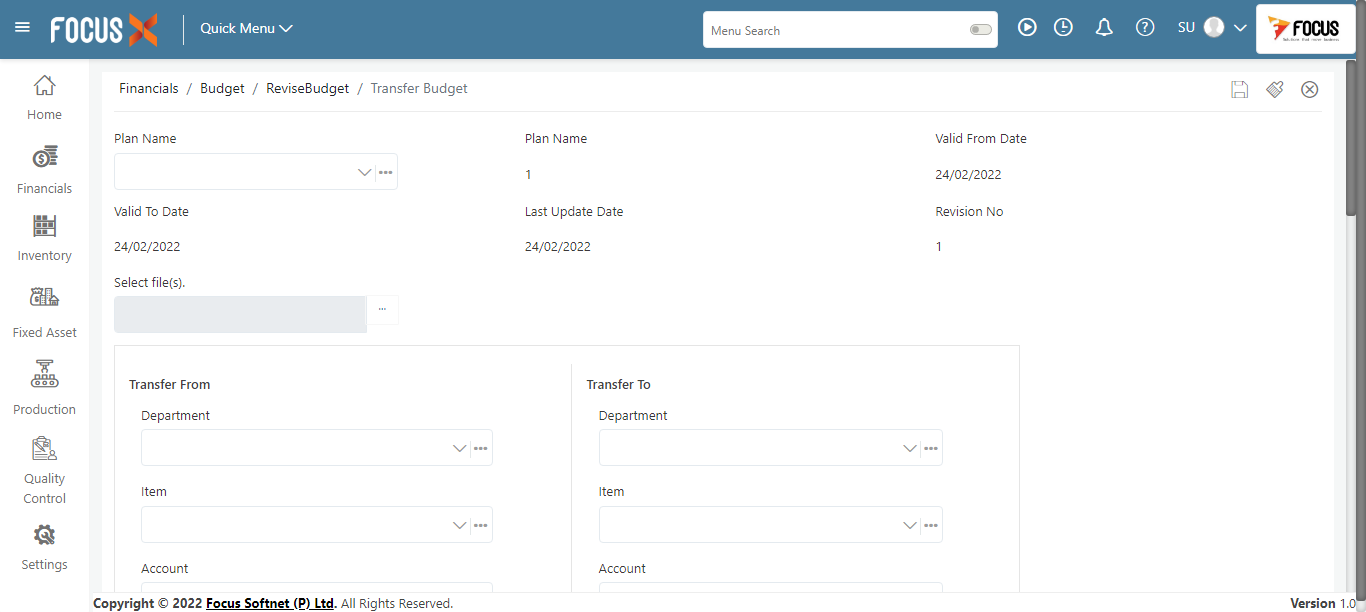 FOCUS X
Quick Menu
Menu Search
SU
FOCUS
Home
Financials
Inventory
Fixed Asset
Production
Quality
Control
Settings
Financials / Budget / ReviseBudget / Transfer Budget
Plan Name
Plan Name
1
Valid From Date
24/02/2022
Valid To Date
24/02/2022
Last Update Date
24/02/2022
Revision No
1
Select file(s).
...
Transfer From
Department
Item
Account
Transfer To
Department
Item
Account
Copyright © 2022 Focus Softnet (P) Ltd. All Rights Reserved.
Version 1.0